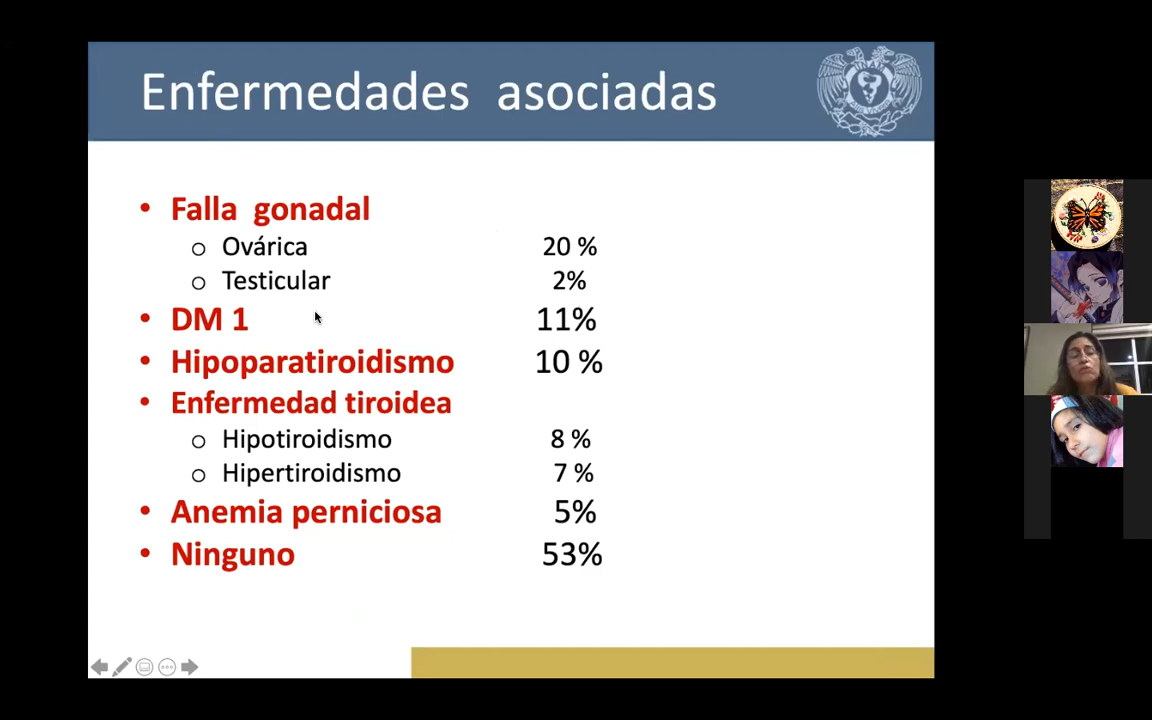 Enfermedades asociadas
• Falla gonadal
o Ovárica 20 %
o Testicular 2%
• DM 1 11%
• Hipoparatiroidismo 10 %
• Enfermedad tiroidea
o Hipotiroidismo 8 %
o Hipertiroidismo 7 %
• Anemia perniciosa 5%
• Ninguno 53%